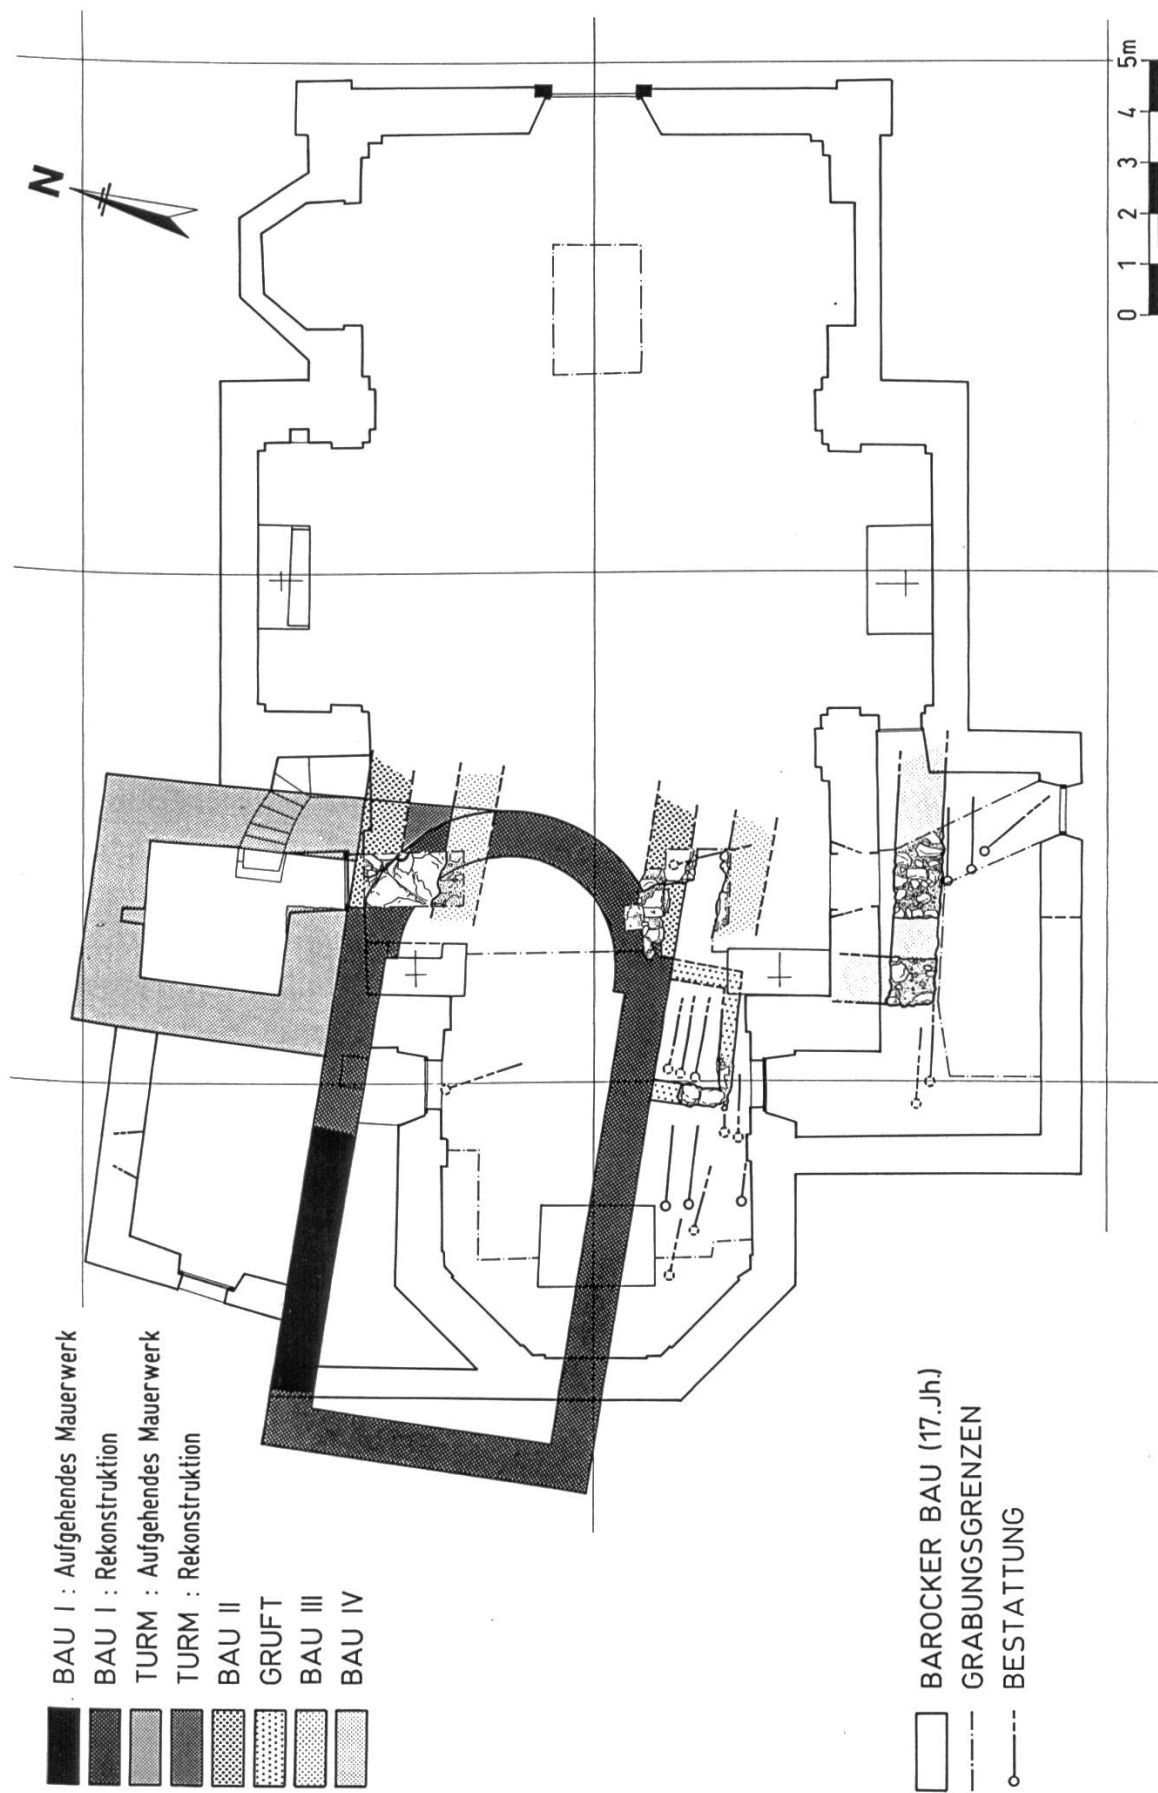 N
0 1 2 3 4 5m
BAU I : Aufgehendes Mauerwerk
BAU I : Rekonstruktion
TURM : Aufgehendes Mauerwerk
TURM : Rekonstruktion
BAU II
GRUFT
BAU III
BAU IV
BAROCKER BAU (17.Jh.)
GRABUNGSGRENZEN
BESTATTUNG